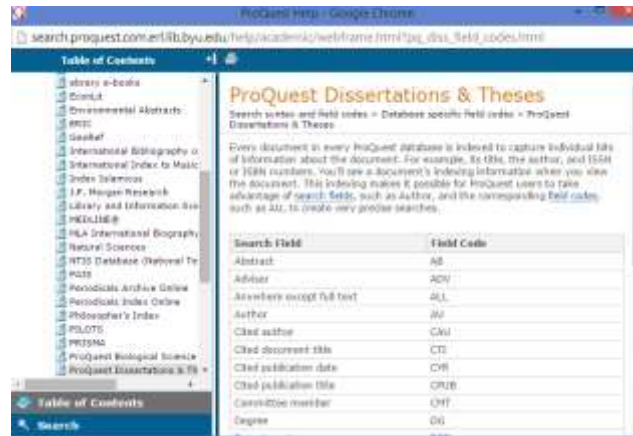 ProQuest Help - Google Chrome
search.proquest.com.erl.lib.byu.edu/help/academic/webframe.html?pq_diss_field_codes.html
Table of Contents
ebrary e-books
EconLit
Environmental Abstracts
ERIC
GeoRef
International Bibliography o
International Index to Music
Index Islamicus
J.P. Morgan Research
Library and Information Scie
MEDLINE®
MLA International Biography
Natural Sciences
NTIS Database (National Te
PAIS
Periodicals Archive Online
Periodicals Index Online
Philosopher's Index
PILOTS
PRISMA
ProQuest Biological Science
ProQuest Dissertations & Th
Table of Contents
Search
ProQuest Dissertations & Theses
Search syntax and field codes > Database specific field codes > ProQuest
Dissertations & Theses
Every document in every ProQuest database is indexed to capture individual bits
of information about the document. For example, its title, the author, and ISSN
or ISBN numbers. You'll see a document's indexing information when you view
the document. This indexing makes it possible for ProQuest users to take
advantage of search fields, such as Author, and the corresponding field codes,
such as AU, to create very precise searches.
Search Field Field Code
Abstract AB
Adviser ADV
Anywhere except full text ALL
Author AU
Cited author CAU
Cited document title CTI
Cited publication date CYR
Cited publication title CPUB
Committee member CMT
Degree DG